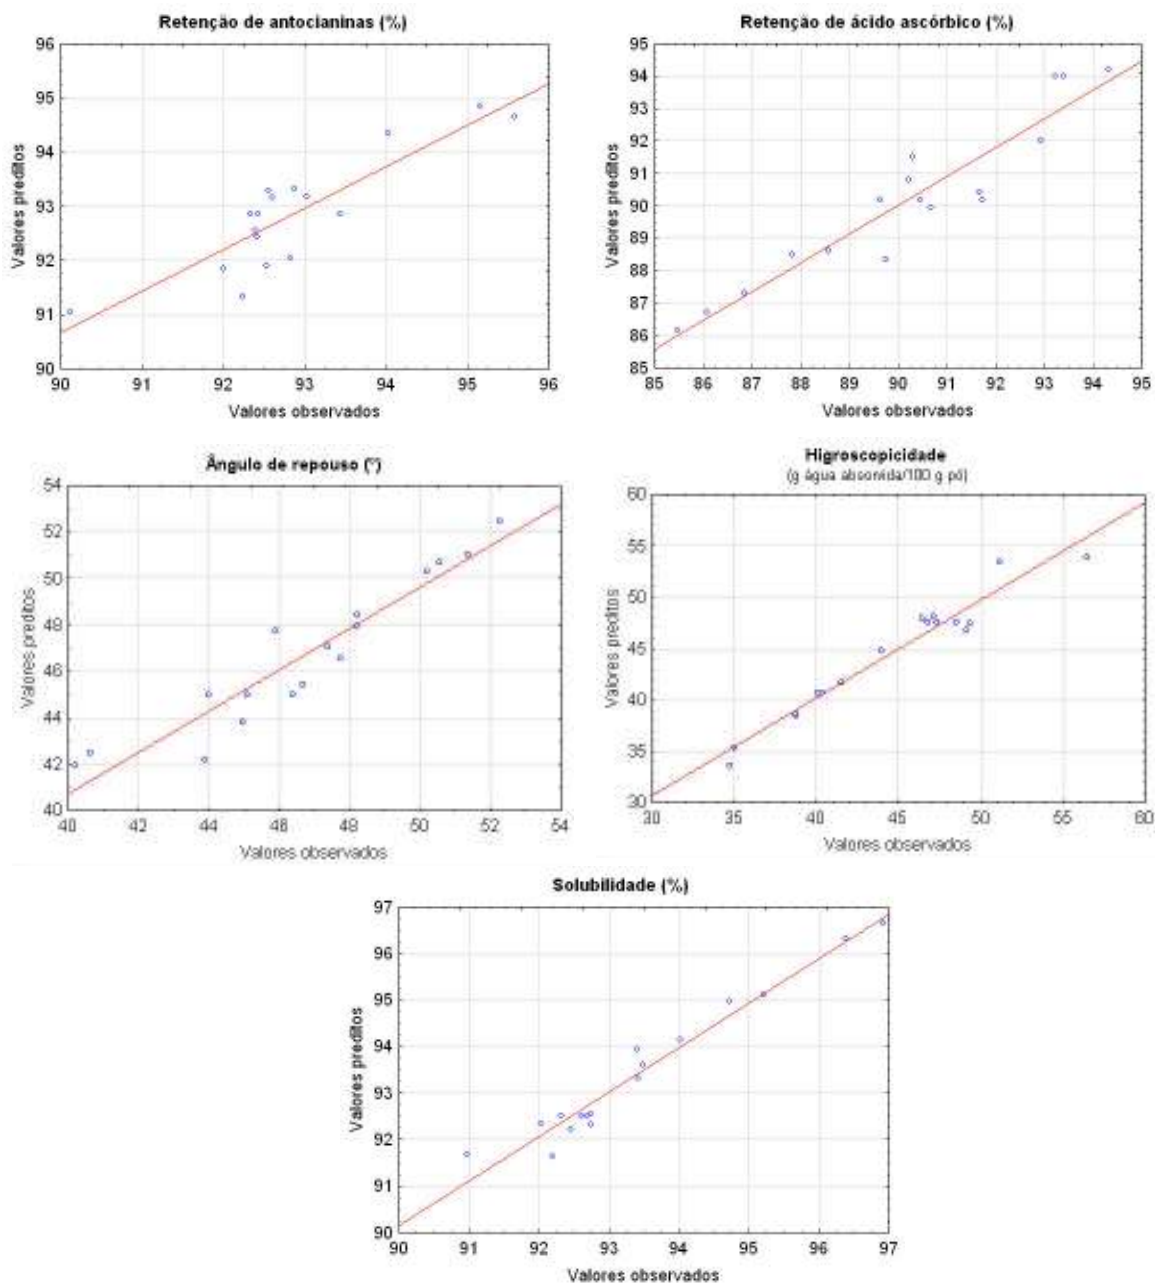 Retenção de antocianinas (%)
96
95
94
93
92
91
90
Valores preditos
90 91 92 93 94 95 96
Valores observados
Retenção de ácido ascórbico (%)
95
94
93
92
91
90
89
88
87
86
85
Valores preditos
85 86 87 88 89 90 91 92 93 94 95
Valores observados
Ângulo de repouso (°)
54
52
50
48
46
44
42
40
Valores preditos
40 42 44 46 48 50 52 54
Valores observados
Higroscopicidade
(g água absorvida/100 g pó)
60
55
50
45
40
35
30
Valores preditos
30 35 40 45 50 55 60
Valores observados
Solubilidade (%)
97
96
95
94
93
92
91
90
Valores preditos
90 91 92 93 94 95 96 97
Valores observados